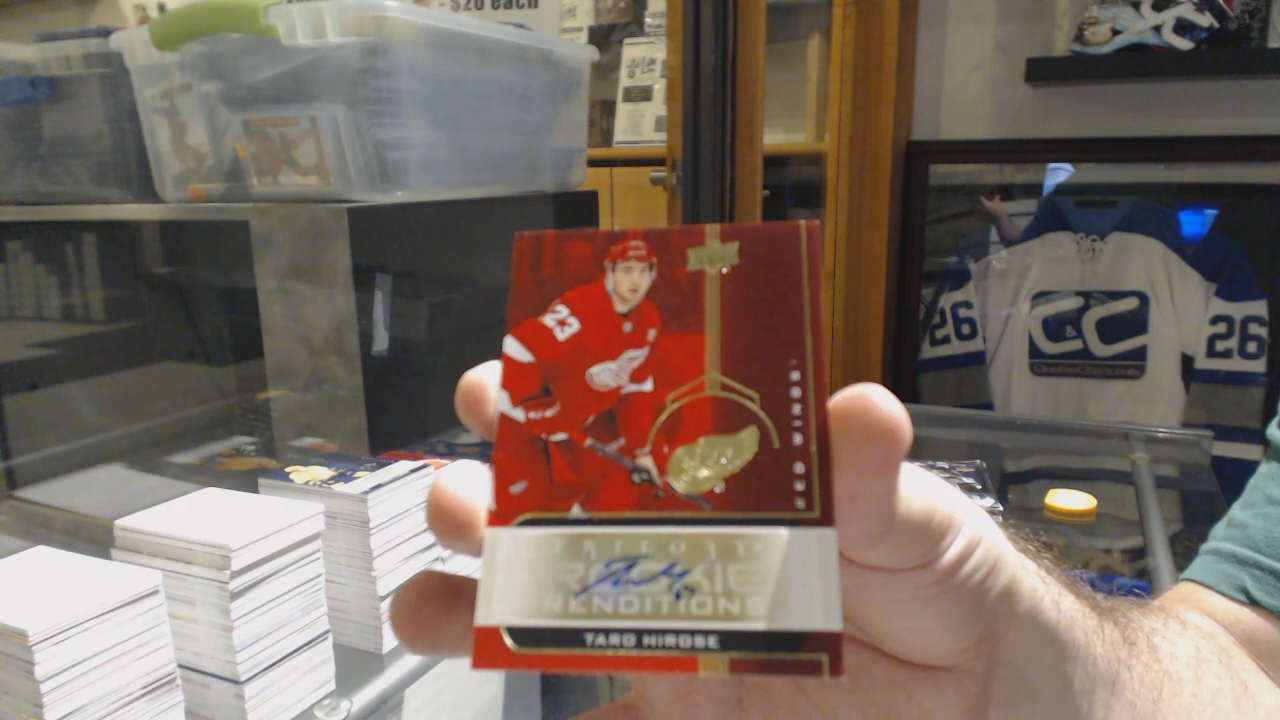 - $20 each
23
TRILOGY
ROOKIE
RENDITIONS
TARO HIROSE
26
C&C
26